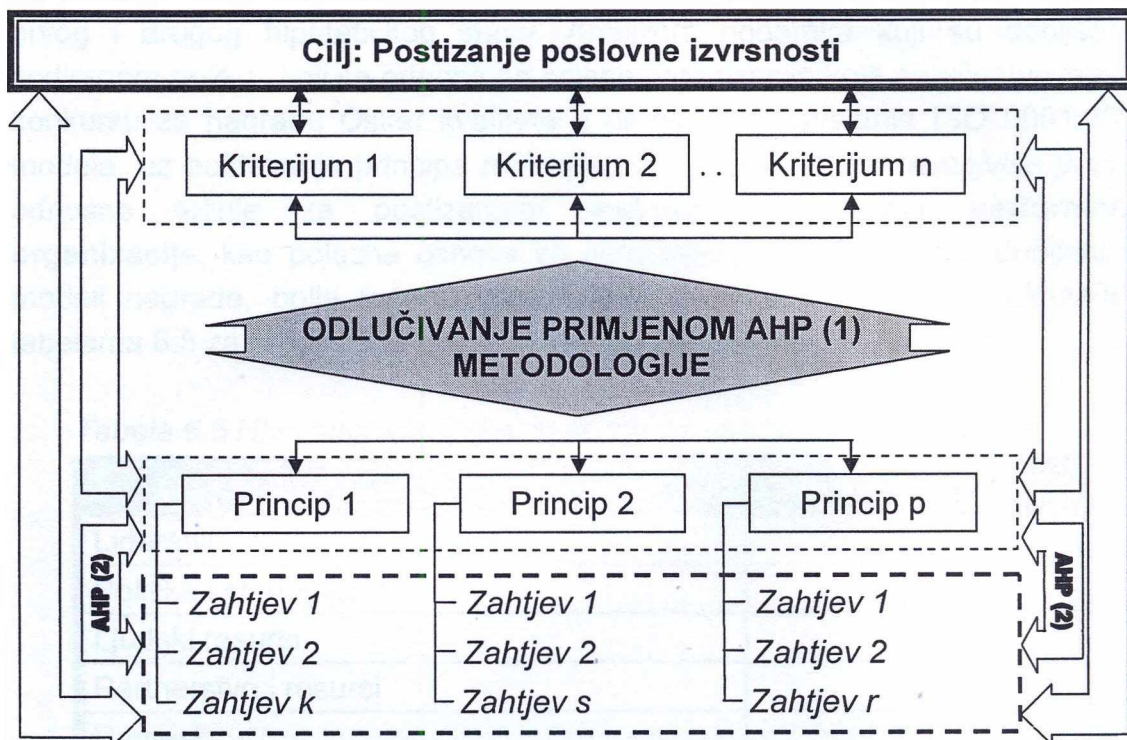 Cilj: Postizanje poslovne izvrsnosti
Kriterijum 1 Kriterijum 2 . . Kriterijum n
ODLUČIVANJE PRIMJENOM AHP (1)
METODOLOGIJE
Princip 1 Princip 2 Princip p
AHP (2)
Zahtjev 1 Zahtjev 1 Zahtjev 1
Zahtjev 2 Zahtjev 2 Zahtjev 2
Zahtjev k Zahtjev s Zahtjev r
AHP (2)